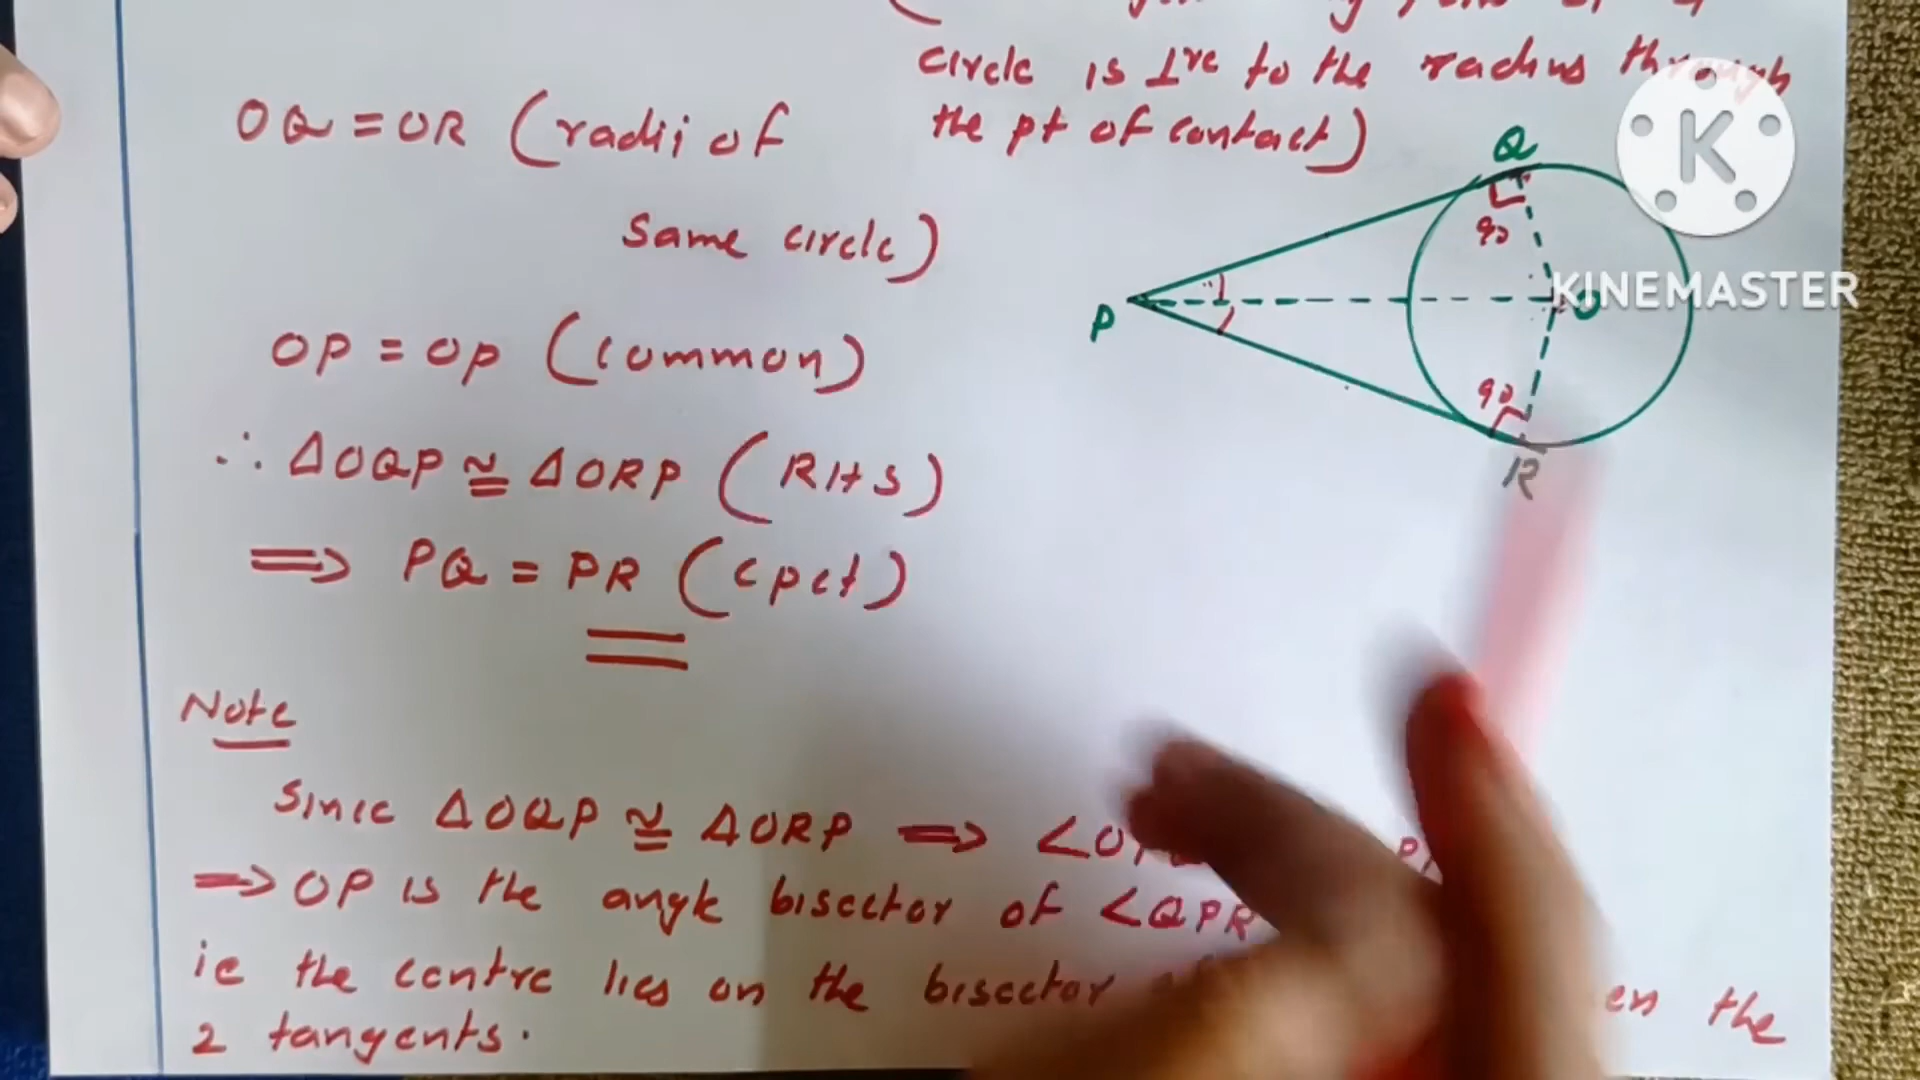 circle is ⊥re to the radius through
the pt of contact)
OQ = OR (radii of
same circle)
OP = OP (common)
∴ ΔOQP ≅ ΔORP (RHS)
⟹ PQ = PR (cpct)
Note
Since ΔOQP ≅ ΔORP ⟹
⟹ OP is the angle bisector of ∠QPR
ie the centre lies on the bisector
the
2 tangents.
Q
90
P
O
90
R
K
KINEMASTER